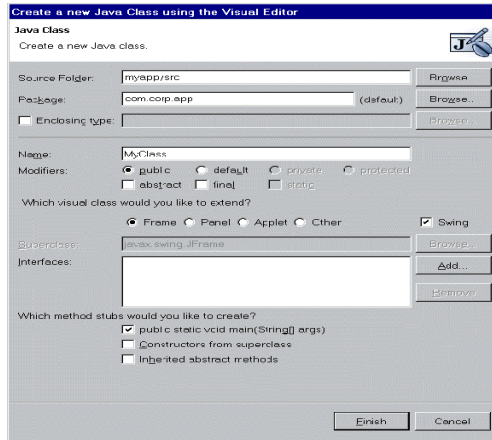 Create a new Java Class using the Visual Editor
Java Class
Create a new Java class.
J
Source Folder: myapp/src Browse
Package: com.corp.app (default) Browse...
Enclosing type: Browse...
Name: MyClass
Modifiers: public default private protected
abstract final static
Which visual class would you like to extend?
Frame Panel Applet Other Swing
Superclass: javax.swing.JFrame Browse...
Interfaces: Add...
Remove
Which method stubs would you like to create?
public static void main(String[] args)
Constructors from superclass
Inherited abstract methods
Finish Cancel